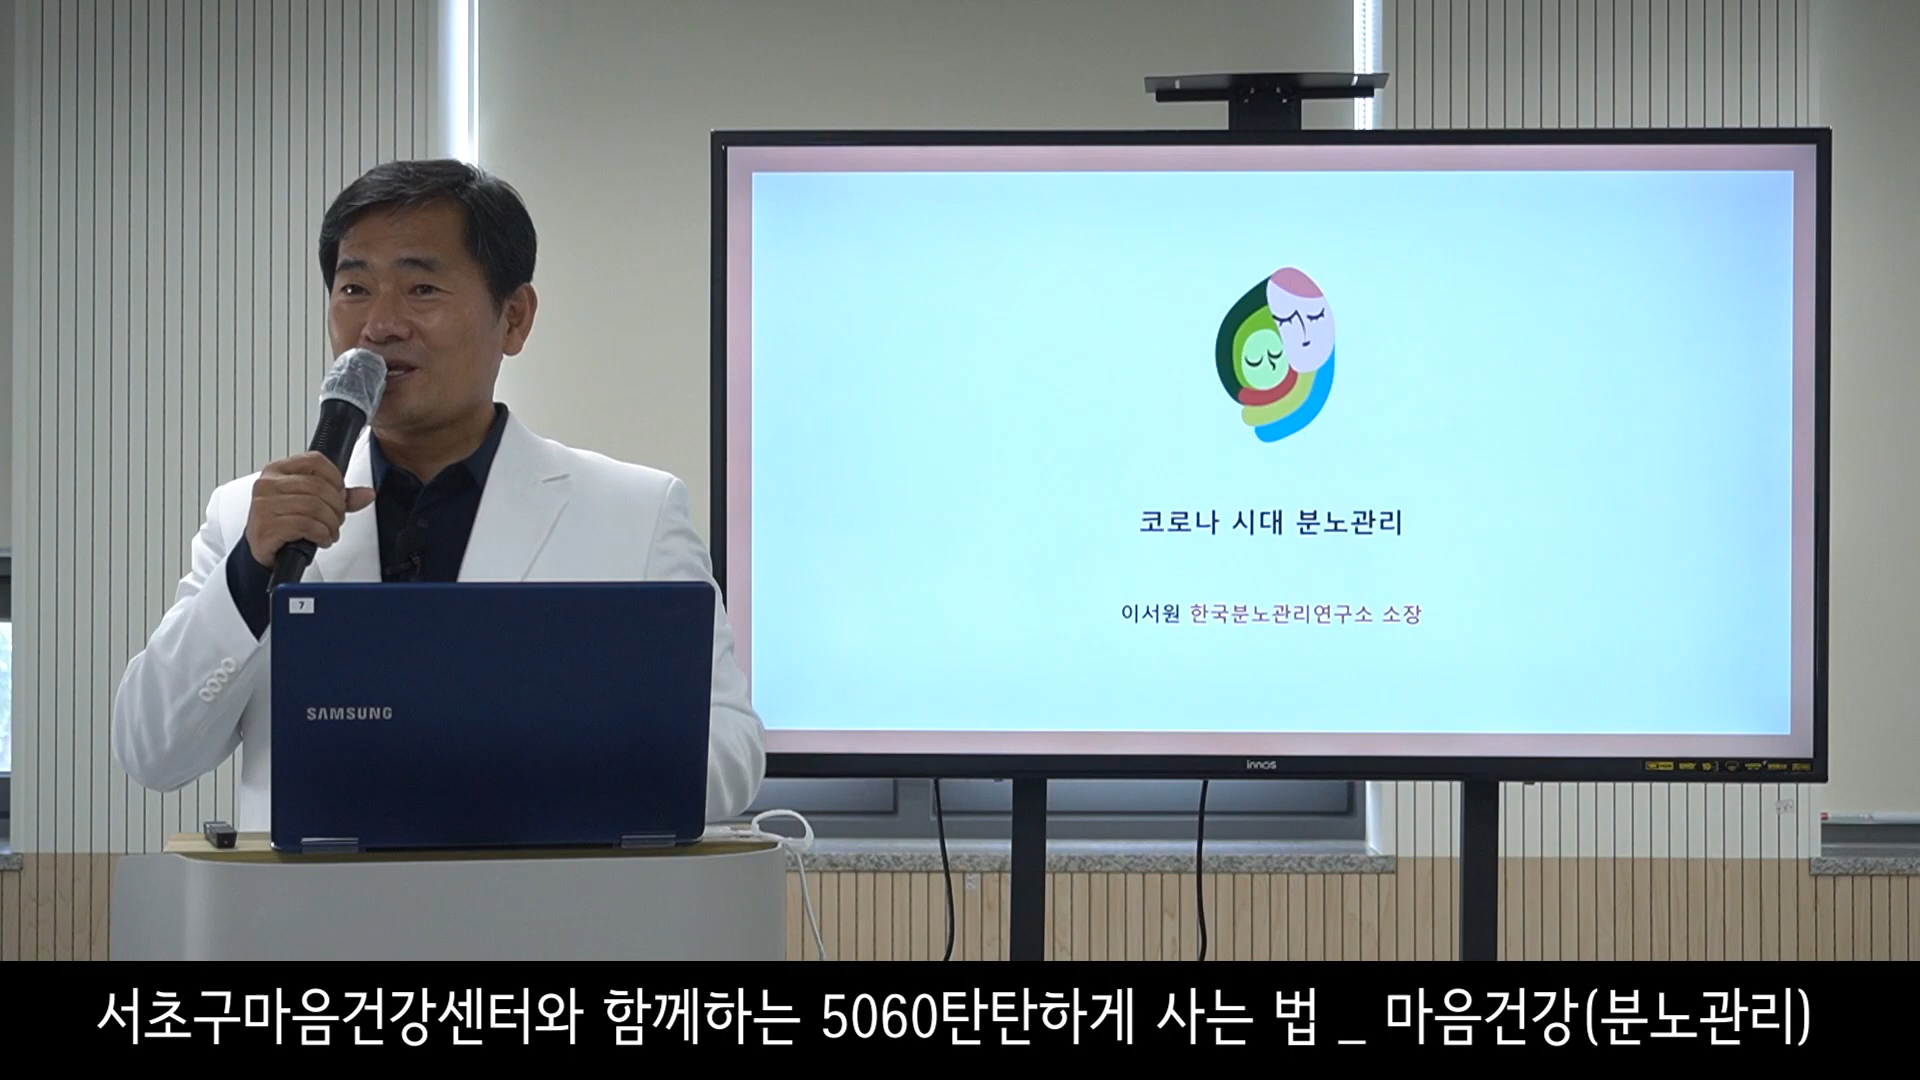 코로나 시대 분노관리
이서원 한국분노관리연구소 소장
7
SAMSUNG
innos
서초구마음건강센터와 함께하는 5060탄탄하게 사는 법 _ 마음건강(분노관리)